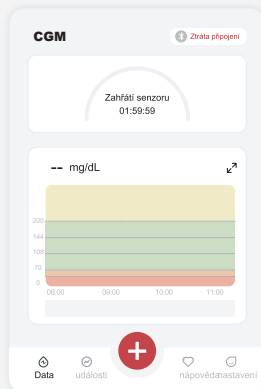 CGM
Ztráta připojení
Zahřátí senzoru
01:59:59
-- mg/dL
200
144
108
70
0
08:00 09:00 10:00 11:00
Data události nápověda nastavení